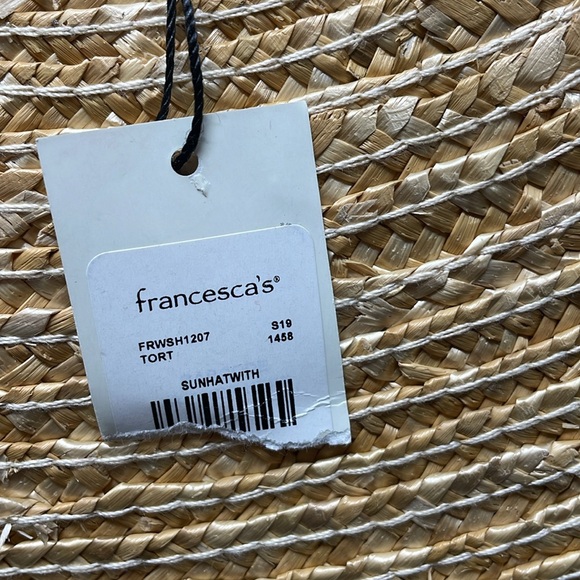 francesca's®
FRWSH1207 S19
TORT 1458
SUNHATWITH